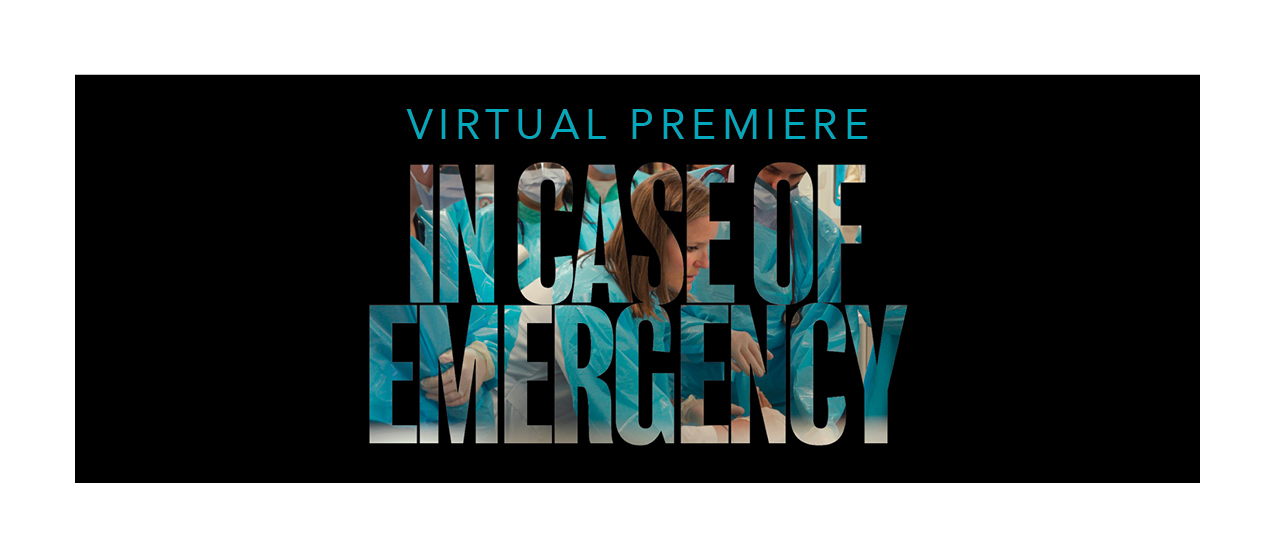 VIRTUAL PREMIERE
IN CASE OF
EMERGENCY